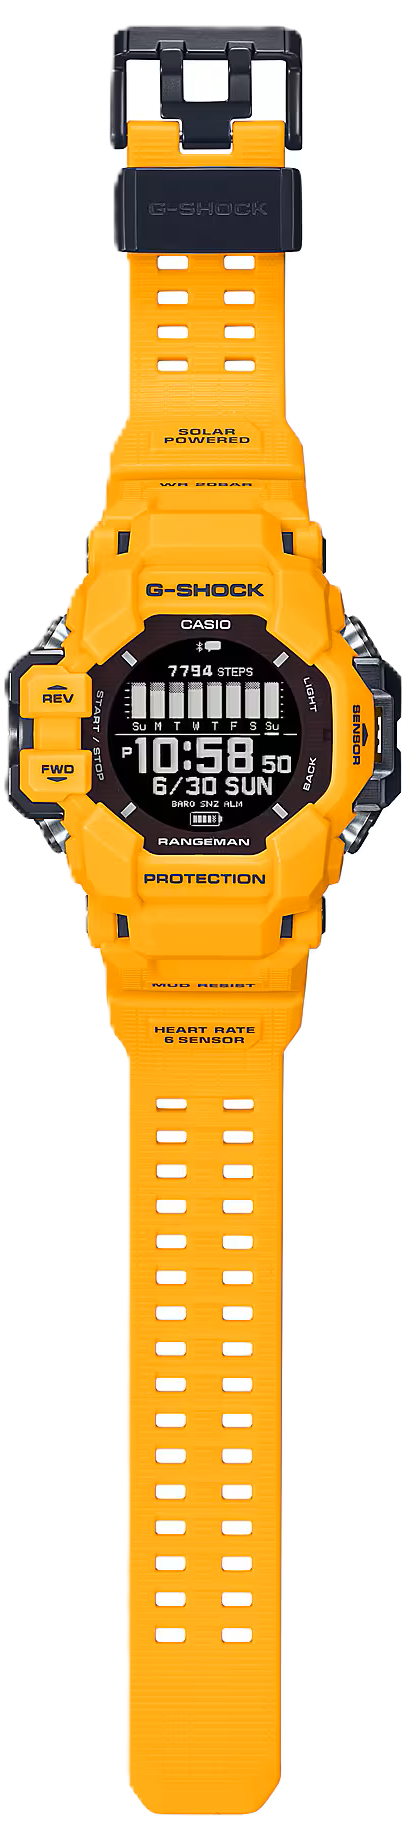 G-SHOCK
SOLAR
POWERED
WR 20BAR
G-SHOCK
CASIO
7794 STEPS
Su M T W T F S Su
P 10:58 50
6/30 SUN
BARO SNZ ALM
RANGEMAN
PROTECTION
REV
FWD
START / STOP
LIGHT
BACK
SENSOR
MUD RESIST
HEART RATE
6 SENSOR